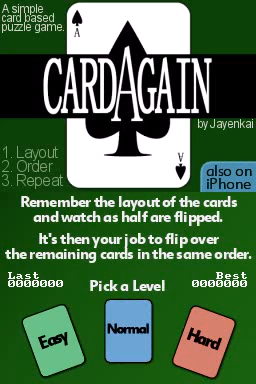 A simple
card based
puzzle game.
A
CARDAGAIN
by Jayenkai
A
1. Layout
2. Order
3. Repeat
also on
iPhone
Remember the layout of the cards
and watch as half are flipped.
It's then your job to flip over
the remaining cards in the same order.
Last
0000000
Best
0000000
Pick a Level
Easy
Normal
Hard